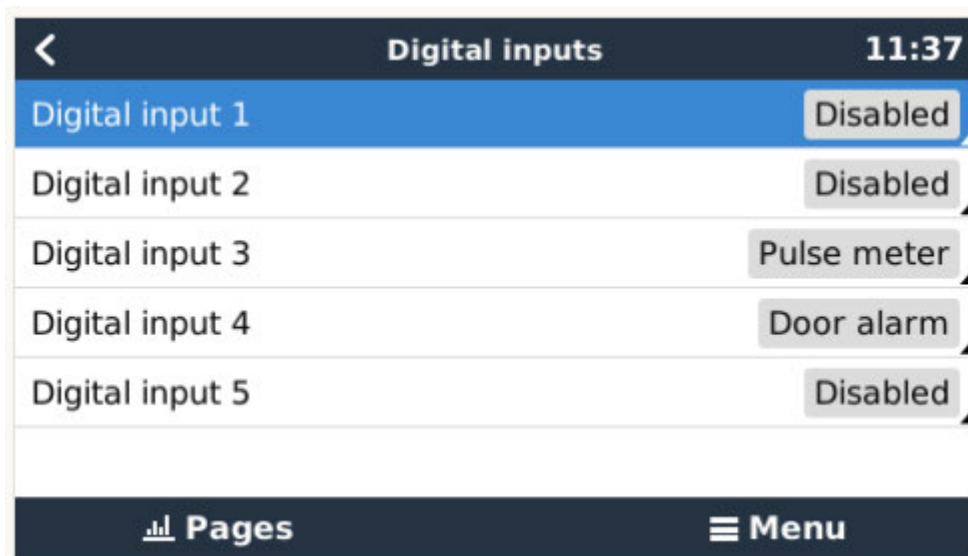 Digital inputs 11:37
Digital input 1 Disabled
Digital input 2 Disabled
Digital input 3 Pulse meter
Digital input 4 Door alarm
Digital input 5 Disabled
Pages Menu